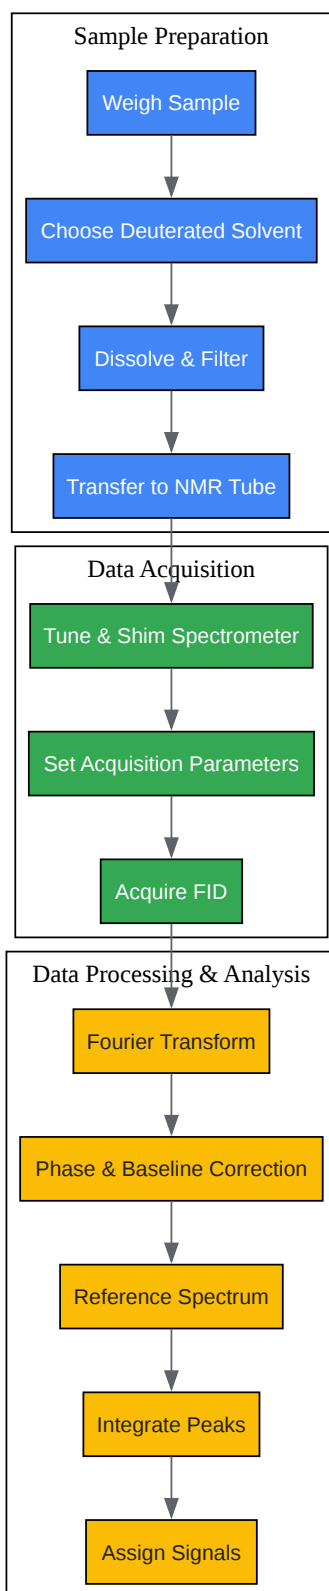 Sample Preparation
Weigh Sample
Choose Deuterated Solvent
Dissolve & Filter
Transfer to NMR Tube
Data Acquisition
Tune & Shim Spectrometer
Set Acquisition Parameters
Acquire FID
Data Processing & Analysis
Fourier Transform
Phase & Baseline Correction
Reference Spectrum
Integrate Peaks
Assign Signals